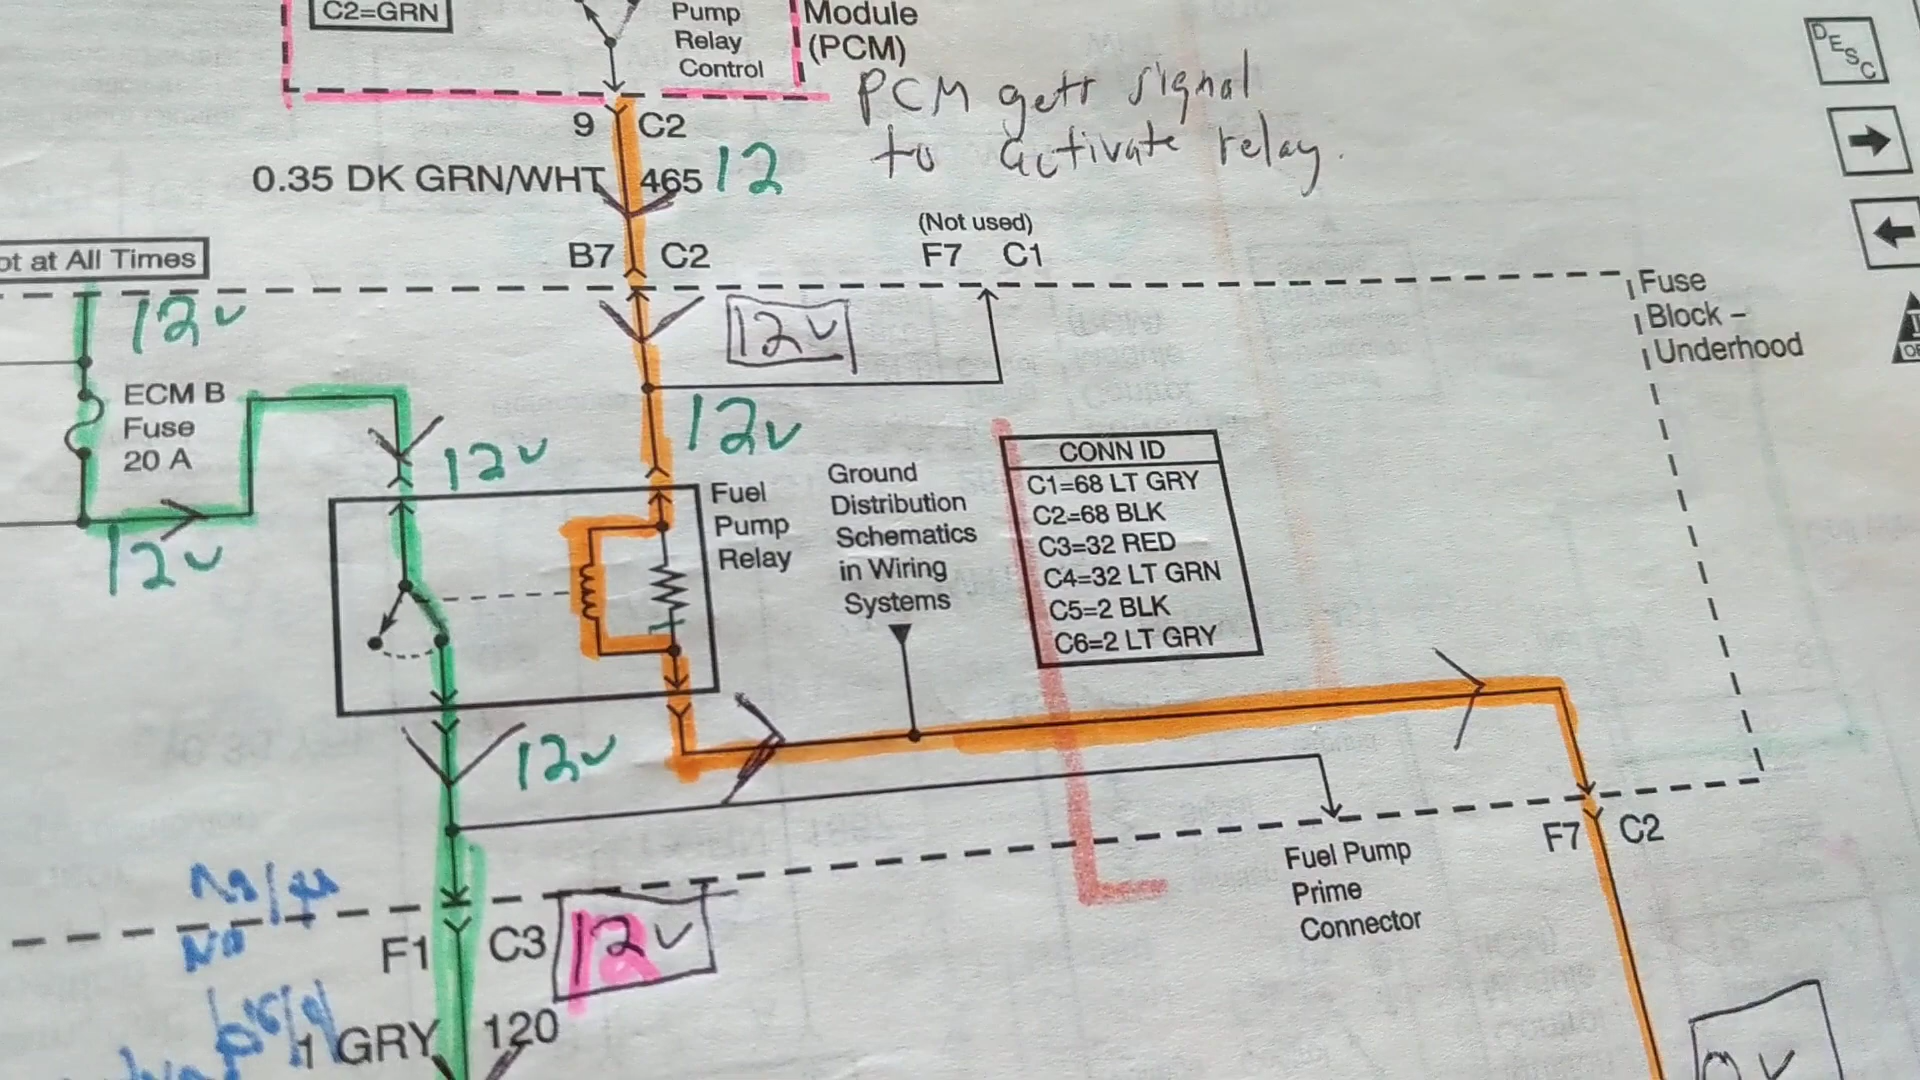 C2=GRN
Pump
Relay
Control
Module
(PCM)
PCM gets signal
to activate relay.
DESC
9 C2
0.35 DK GRN/WHT 465 12
(Not used)
B7 C2
F7 C1
ot at All Times
12v
12v
Fuse
Block –
Underhood
ECM B
Fuse
20 A
12v
12v
12v
Fuel
Pump
Relay
Ground
Distribution
Schematics
in Wiring
Systems
CONN ID
C1=68 LT GRY
C2=68 BLK
C3=32 RED
C4=32 LT GRN
C5=2 BLK
C6=2 LT GRY
12v
F7 C2
Fuel Pump
Prime
Connector
No
F1 C3 12v
1 GRY 120